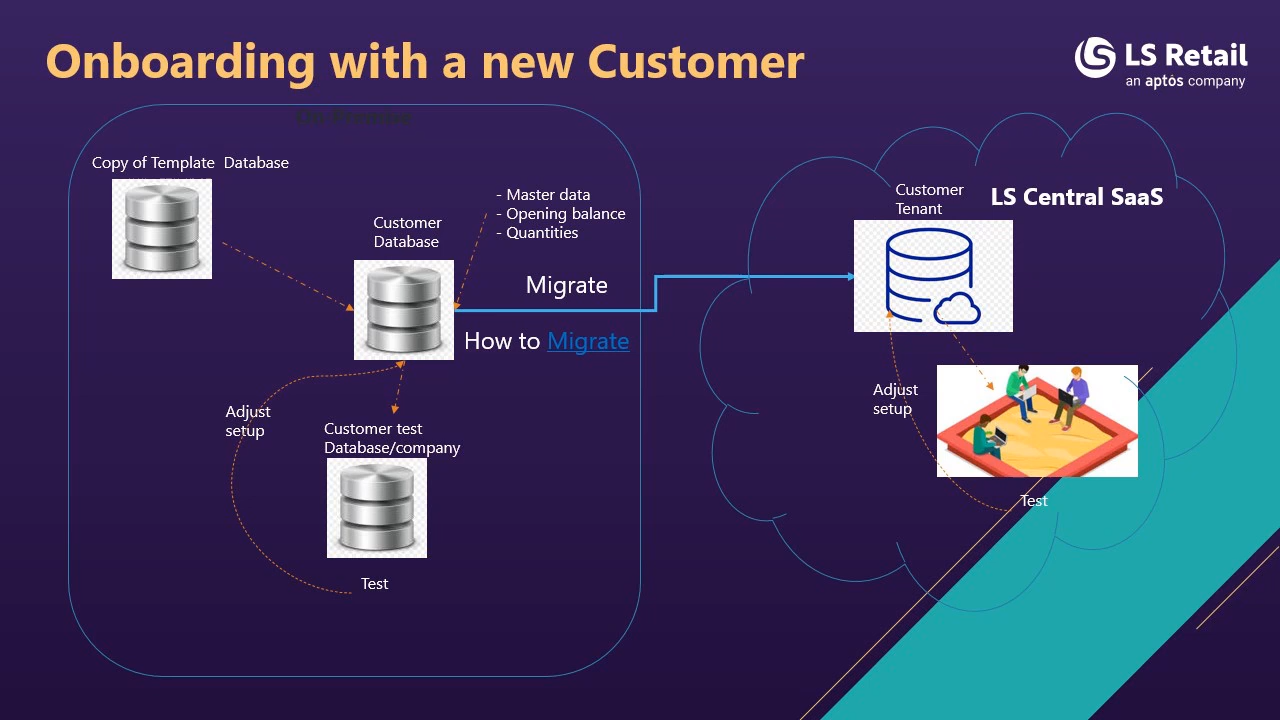 Onboarding with a new Customer
LS Retail
an aptos company
On-Premise
Copy of Template  Database
- Master data
- Opening balance
- Quantities
Customer
Database
Migrate
How to Migrate
Adjust
setup
Customer test
Database/company
Test
Customer
Tenant
LS Central SaaS
Adjust
setup
Test